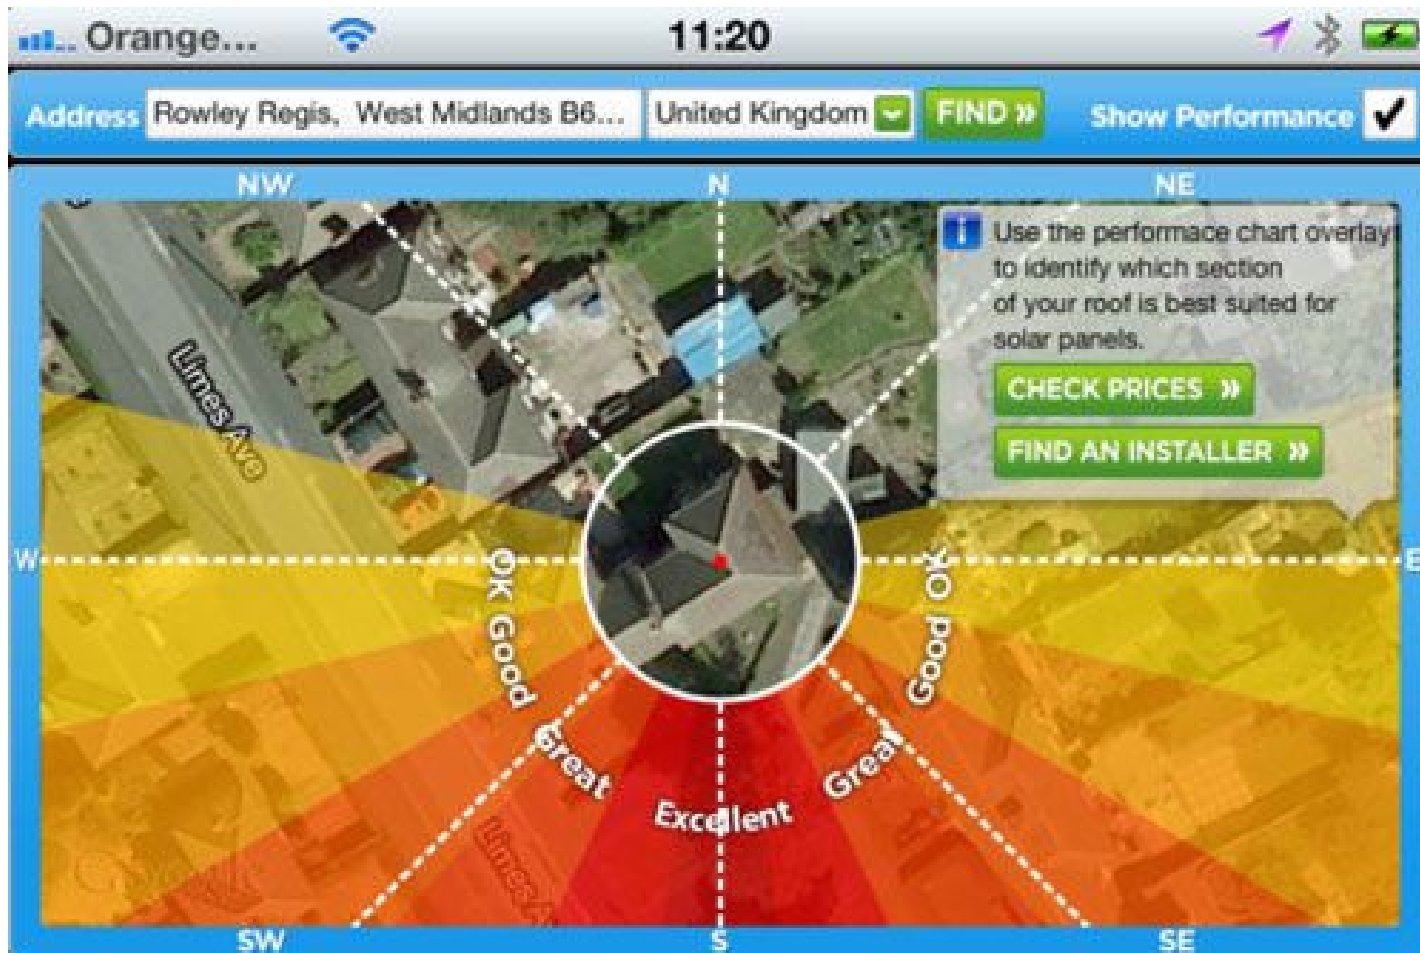 Orange...
11:20
Address Rowley Regis, West Midlands B6... United Kingdom FIND » Show Performance
NW N NE
Use the performace chart overlay
to identify which section
of your roof is best suited for
solar panels.
CHECK PRICES »
FIND AN INSTALLER »
Limes Ave
W E
OK Good Great Excellent Great Good OK
Limes A
SW S SE